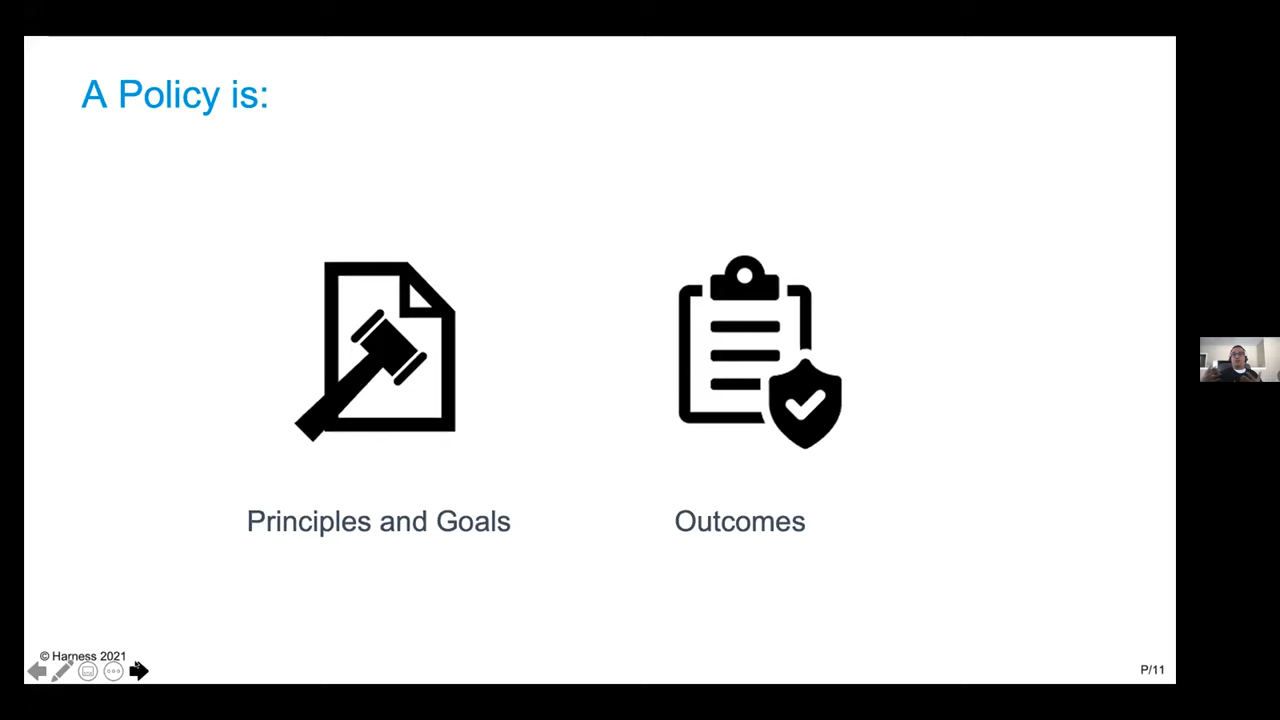 A Policy is:
Principles and Goals
Outcomes
© Harness 2021
P/11